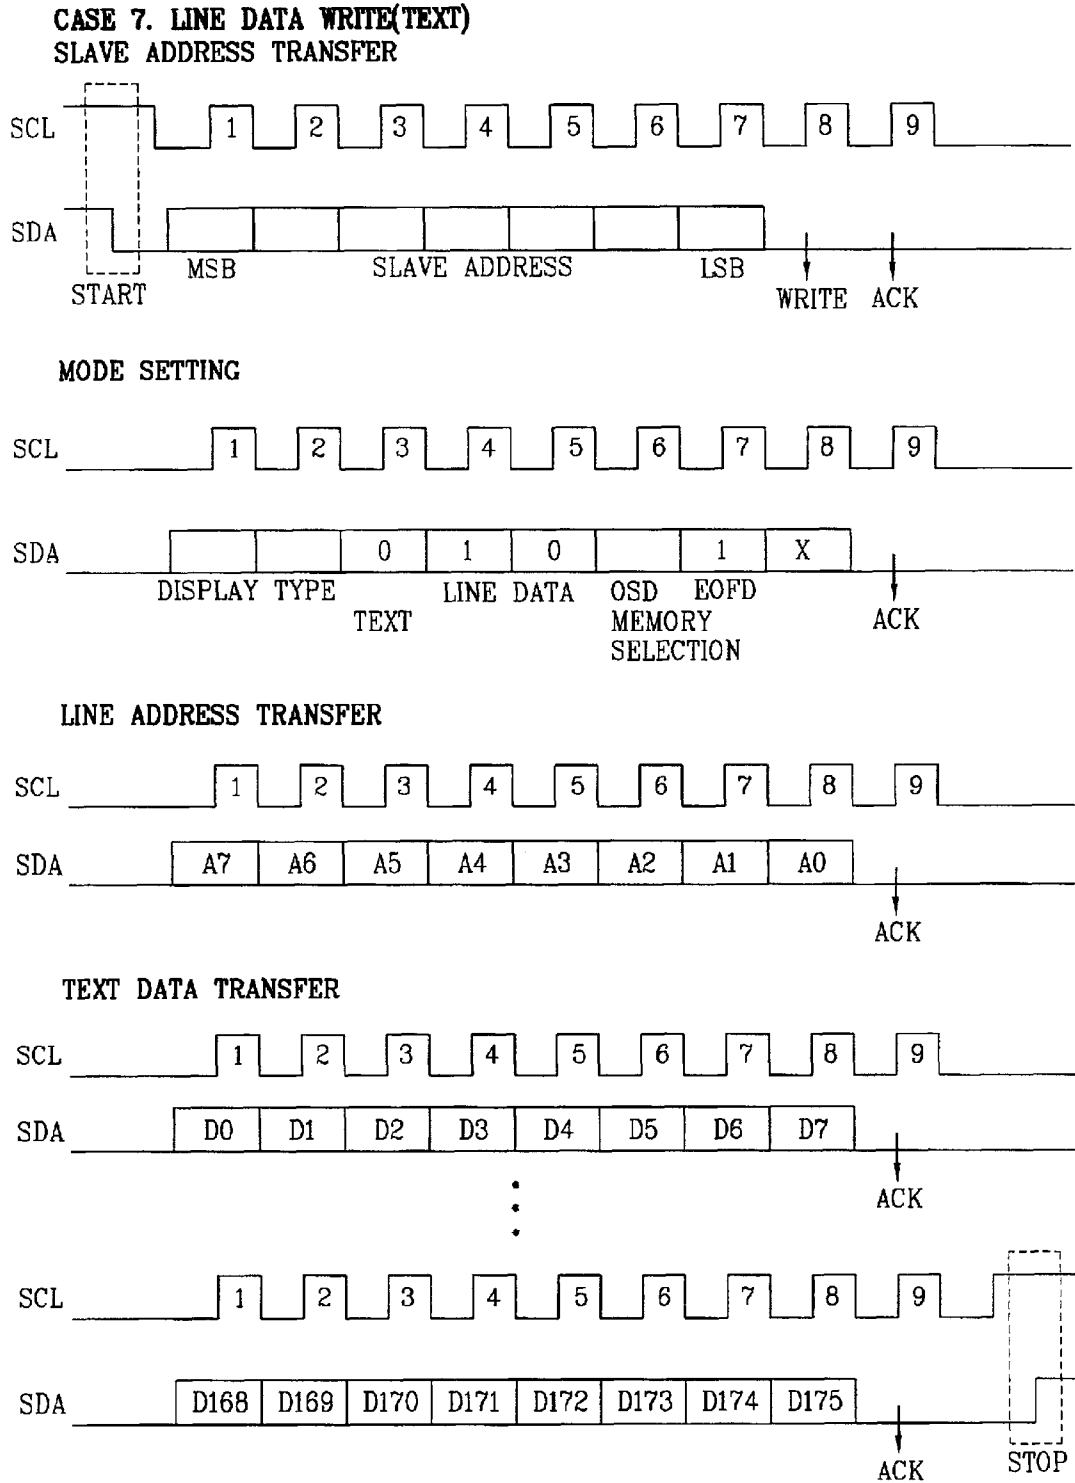 CASE 7. LINE DATA WRITE(TEXT)
SLAVE ADDRESS TRANSFER
SCL 1 2 3 4 5 6 7 8 9
SDA
MSB SLAVE ADDRESS LSB
START WRITE ACK
MODE SETTING
SCL 1 2 3 4 5 6 7 8 9
SDA 0 1 0 1 X
DISPLAY TYPE LINE DATA OSD EOFD
TEXT MEMORY ACK
SELECTION
LINE ADDRESS TRANSFER
SCL 1 2 3 4 5 6 7 8 9
SDA A7 A6 A5 A4 A3 A2 A1 A0
ACK
TEXT DATA TRANSFER
SCL 1 2 3 4 5 6 7 8 9
SDA D0 D1 D2 D3 D4 D5 D6 D7
ACK
SCL 1 2 3 4 5 6 7 8 9
SDA D168 D169 D170 D171 D172 D173 D174 D175
ACK STOP